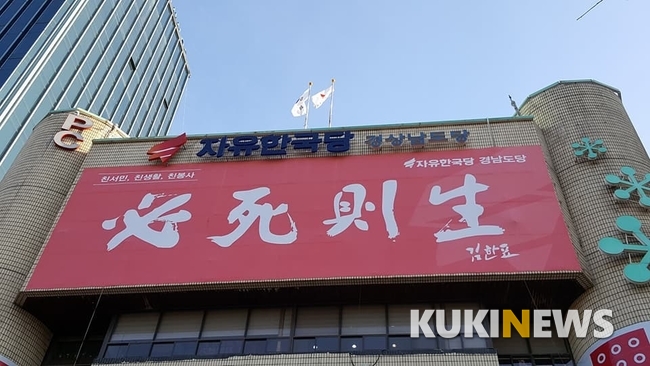 PC
자유한국당 경상남도당
자유한국당 경남도당
친서민, 친생활, 친봉사
必死則生
김한표
KUKINEWS